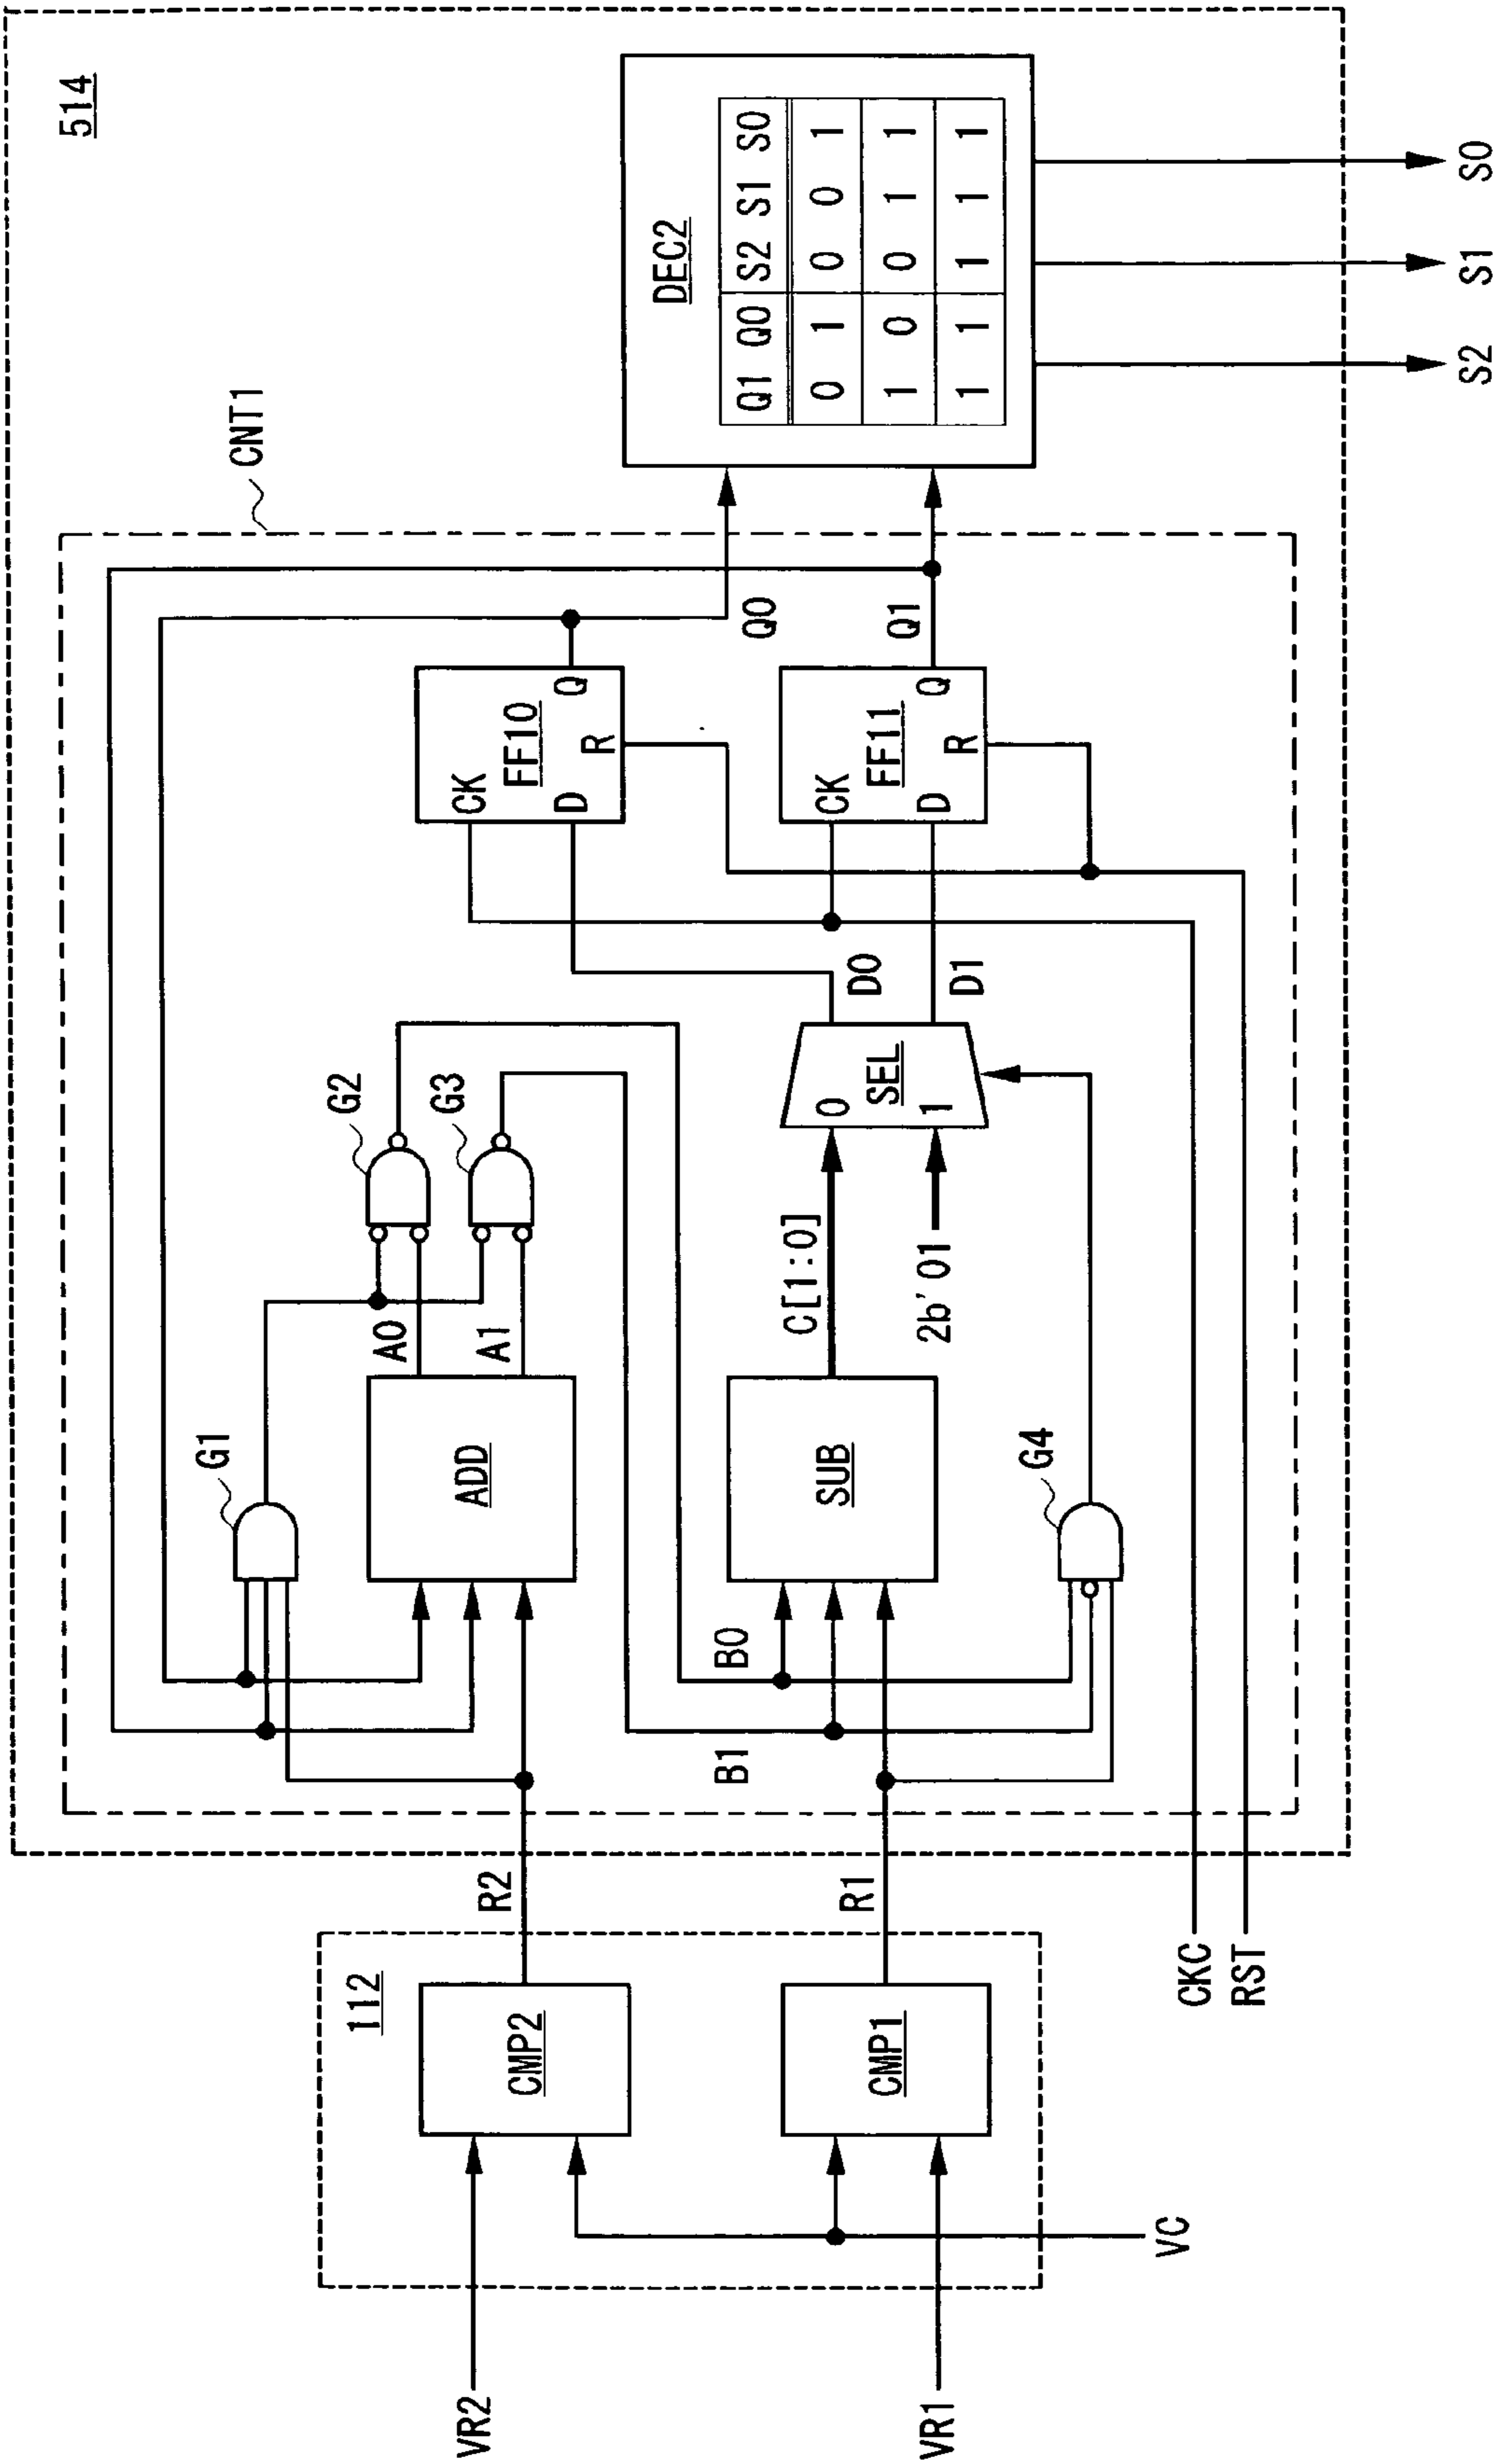 514
CNT1
DEC2
Q1 Q0 S2 S1 S0
0 1 0 0 1
1 0 0 1 1
1 1 1 1 1
G1
G2
G3
ADD
A0
A1
CK
FF10
D
Q
R
Q0
CK
FF11
D
Q
R
Q1
B0
B1
SUB
C[1:0]
2b'01
0
1
SEL
D0
D1
G4
112
CMP2
R2
CMP1
R1
VR2
VR1
VC
CKC
RST
S2
S1
S0